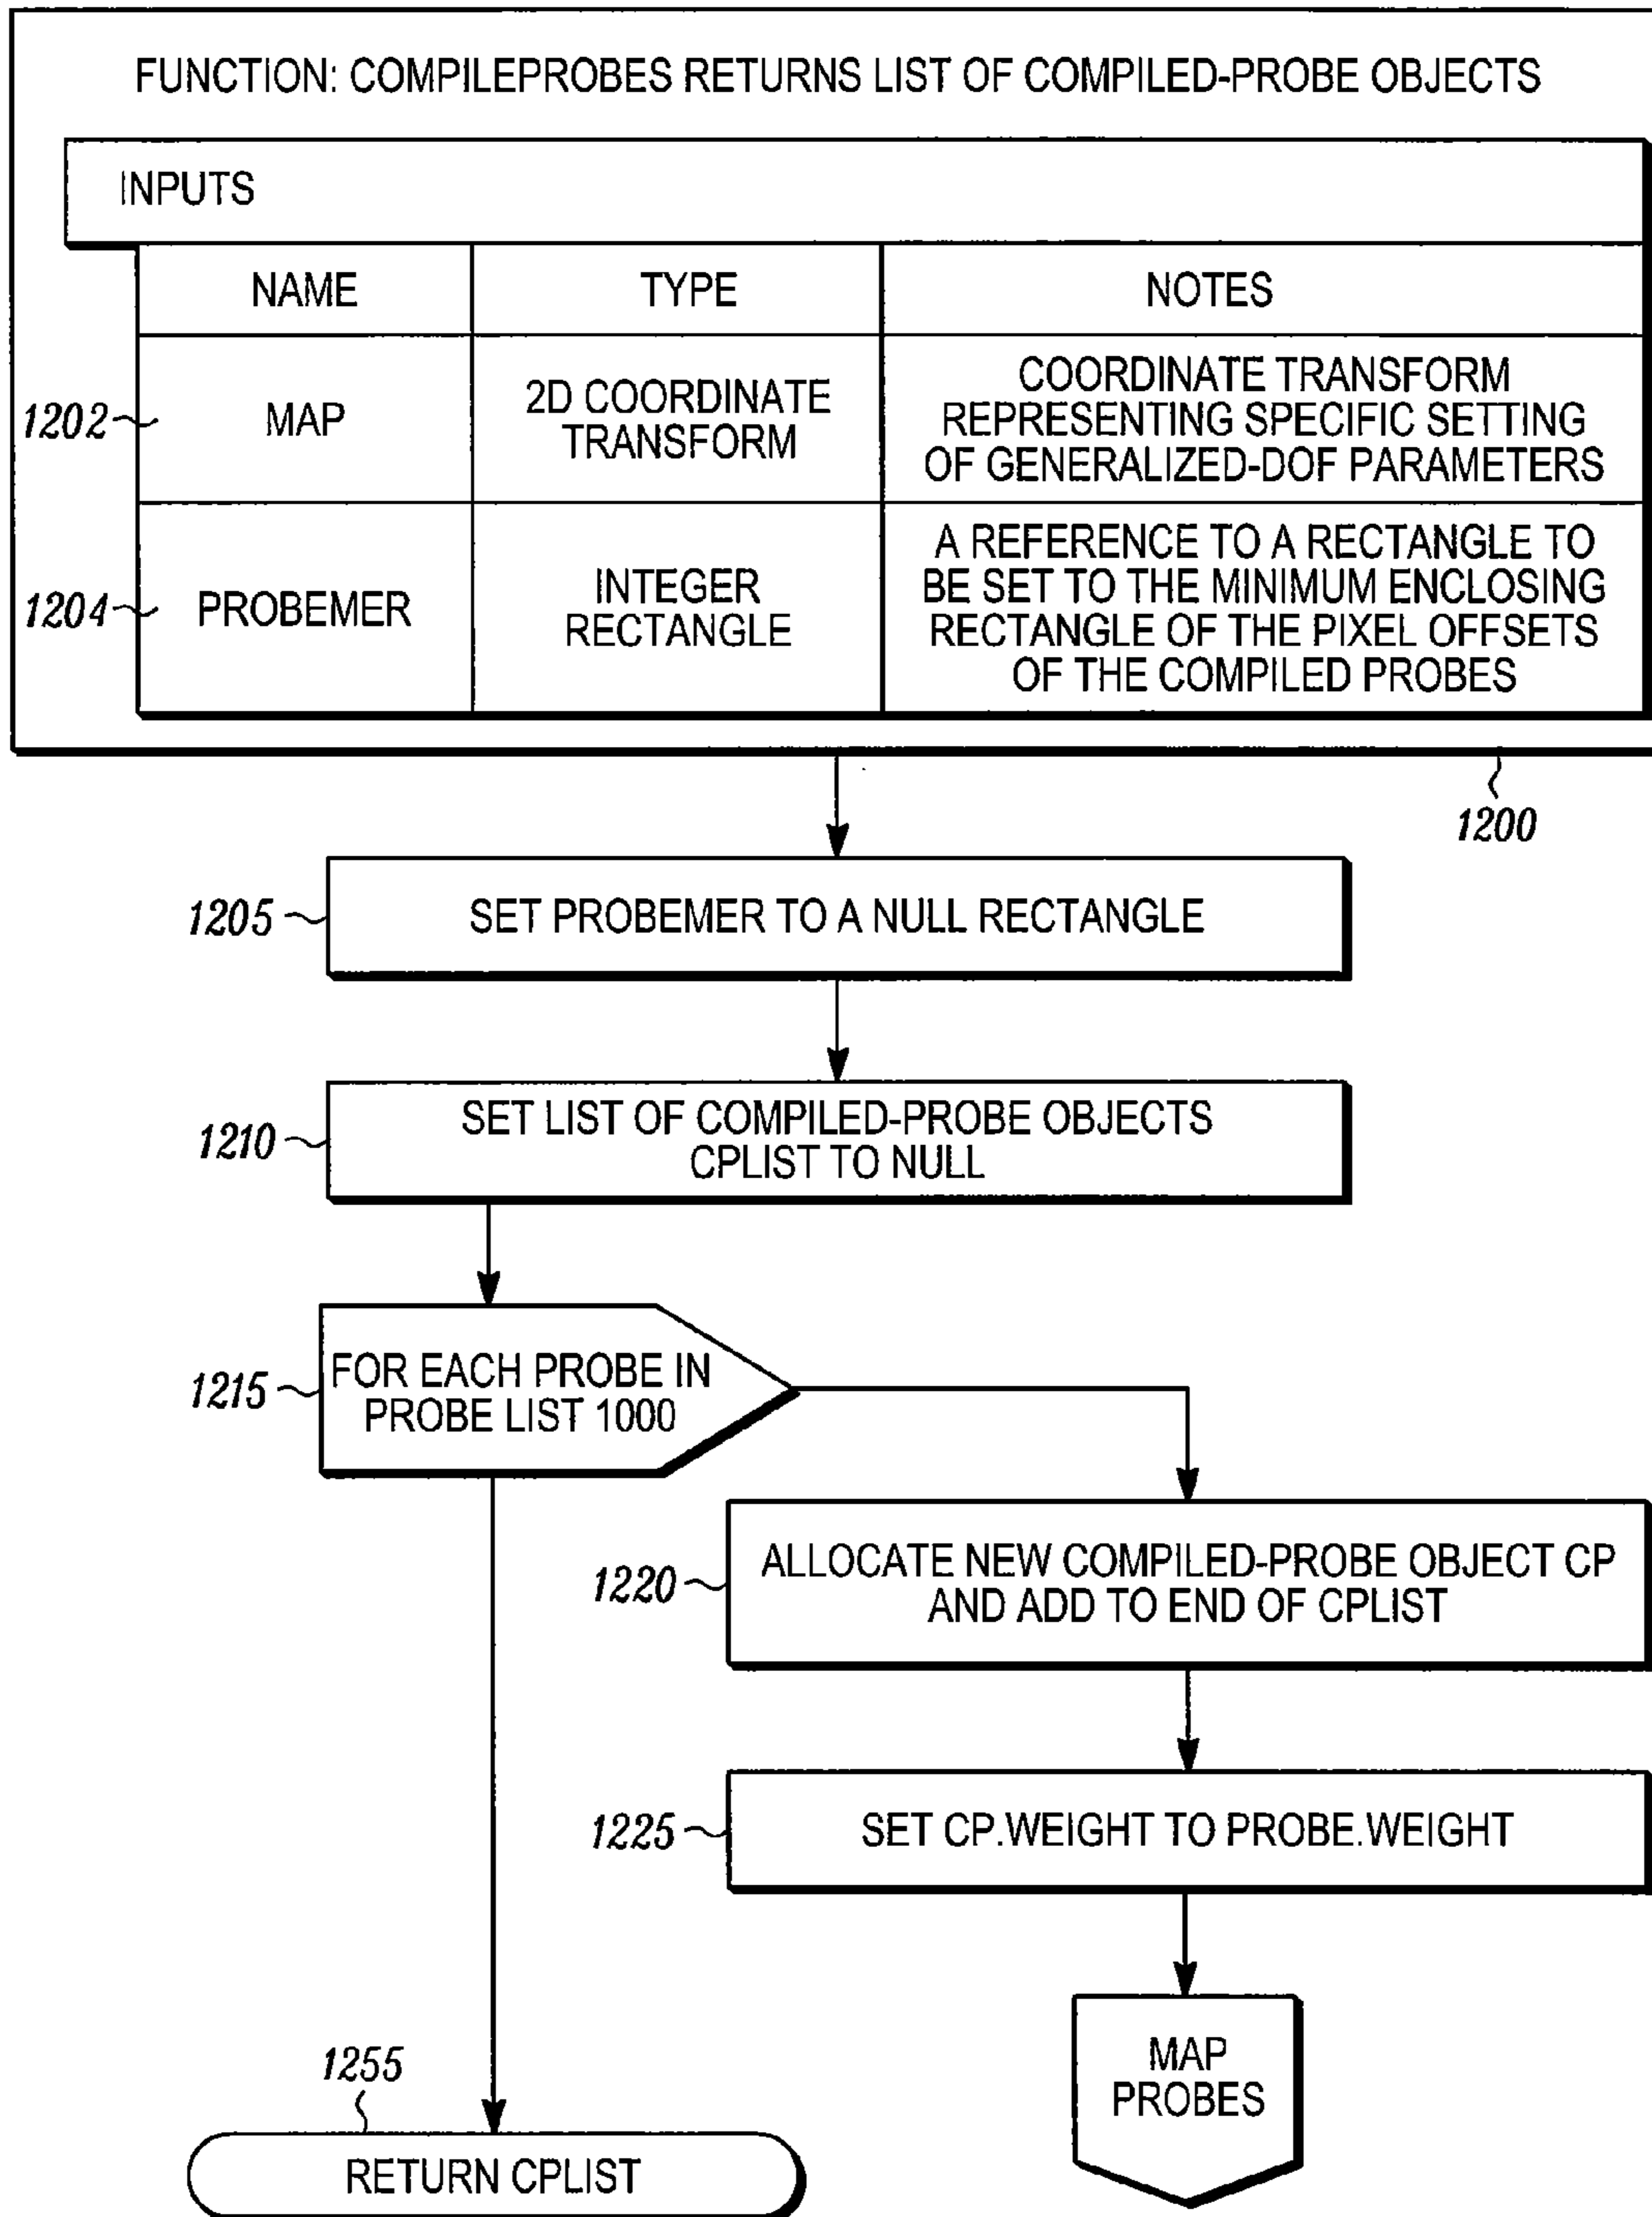 FUNCTION: COMPILEPROBES RETURNS LIST OF COMPILED-PROBE OBJECTS
INPUTS
NAME TYPE NOTES
1202
MAP
2D COORDINATE
TRANSFORM
COORDINATE TRANSFORM
REPRESENTING SPECIFIC SETTING
OF GENERALIZED-DOF PARAMETERS
1204
PROBEMER
INTEGER
RECTANGLE
A REFERENCE TO A RECTANGLE TO
BE SET TO THE MINIMUM ENCLOSING
RECTANGLE OF THE PIXEL OFFSETS
OF THE COMPILED PROBES
1200
1205
SET PROBEMER TO A NULL RECTANGLE
1210
SET LIST OF COMPILED-PROBE OBJECTS
CPLIST TO NULL
1215
FOR EACH PROBE IN
PROBE LIST 1000
1220
ALLOCATE NEW COMPILED-PROBE OBJECT CP
AND ADD TO END OF CPLIST
1225
SET CP.WEIGHT TO PROBE.WEIGHT
MAP
PROBES
1255
RETURN CPLIST